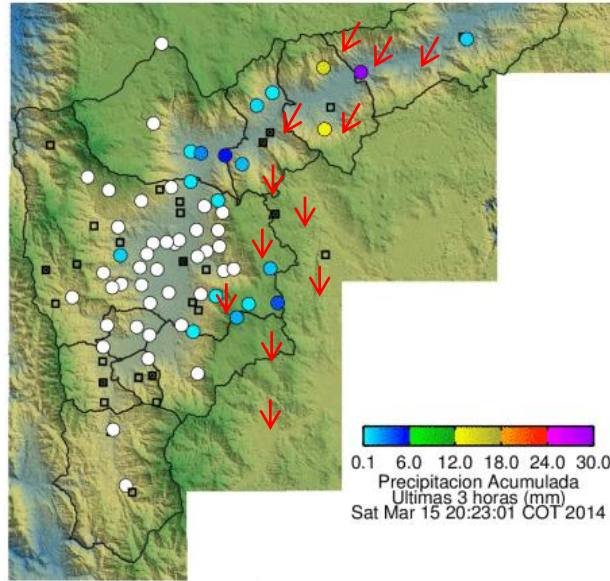 0.1 6.0 12.0 18.0 24.0 30.0
Precipitacion Acumulada
Ultimas 3 horas (mm)
Sat Mar 15 20:23:01 COT 2014